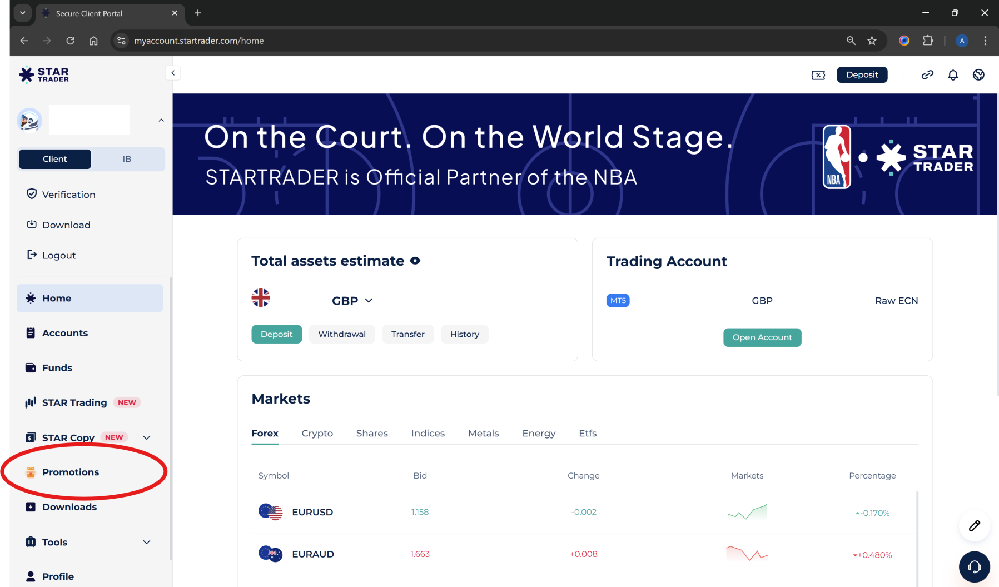 Secure Client Portal
myaccount.startrader.com/home
A
STAR
TRADER
Deposit
On the Court. On the World Stage.
STARTRADER is Official Partner of the NBA
NBA
STAR
TRADER
Client
IB
Verification
Download
Logout
Home
Accounts
Funds
STAR Trading NEW
STAR Copy NEW
Promotions
Downloads
Tools
Profile
Total assets estimate
GBP
Deposit
Withdrawal
Transfer
History
Trading Account
MT5
GBP
Raw ECN
Open Account
Markets
Forex
Crypto
Shares
Indices
Metals
Energy
Etfs
Symbol
Bid
Change
Markets
Percentage
EURUSD
1.158
-0.002
-0.170%
EURAUD
1.663
+0.008
+0.480%